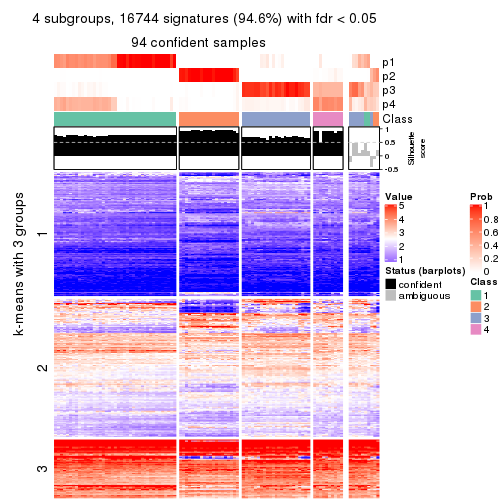 4 subgroups, 16744 signatures (94.6%) with fdr < 0.05
94 confident samples
p1
p2
p3
p4
Class
1
0.5
0
-0.5
Silhouette
score
k-means with 3 groups
1
2
3
Value
5
4
3
2
1
Status (barplots)
confident
ambiguous
Prob
1
0.8
0.6
0.4
0.2
0
Class
1
2
3
4